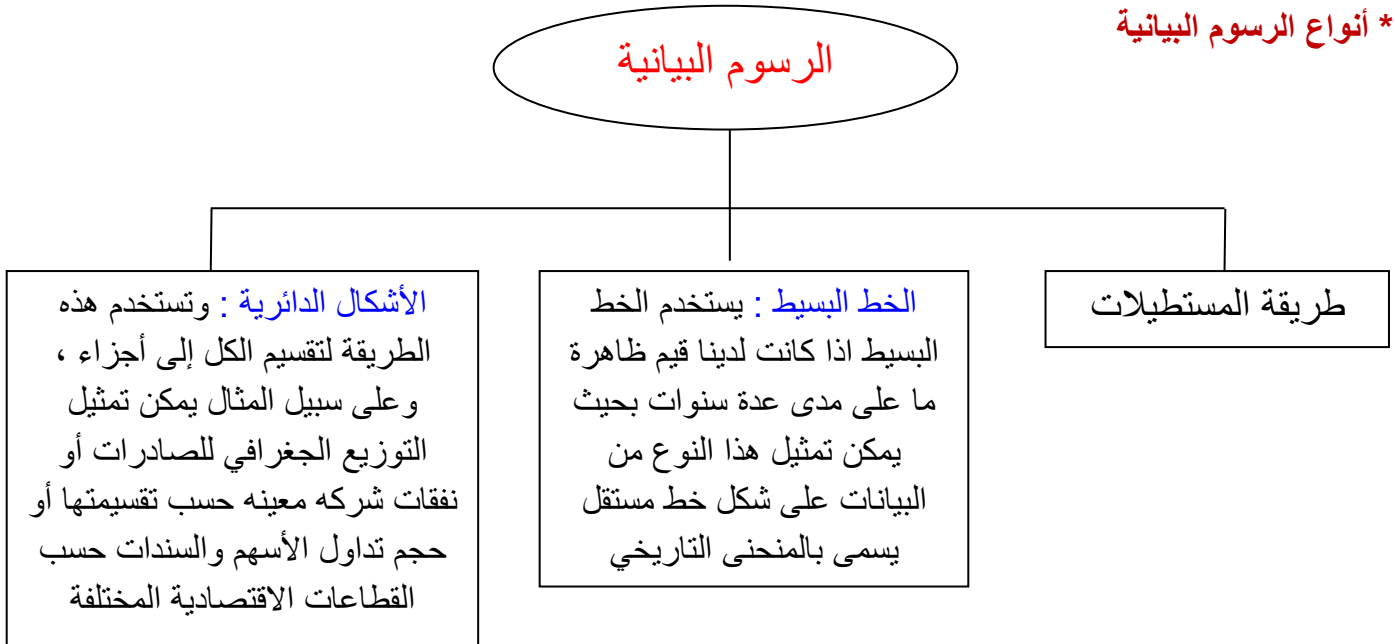 * أنواع الرسوم البيانية
الرسوم البيانية
طريقة المستطيلات
الخط البسيط : يستخدم الخط
البسيط اذا كانت لدينا قيم ظاهرة
ما على مدى عدة سنوات بحيث
يمكن تمثيل هذا النوع من
البيانات على شكل خط مستقل
يسمى بالمنحنى التاريخي
الأشكال الدائرية : وتستخدم هذه
الطريقة لتقسيم الكل إلى أجزاء ،
وعلى سبيل المثال يمكن تمثيل
التوزيع الجغرافي للصادرات أو
نفقات شركه معينه حسب تقسيمتها أو
حجم تداول الأسهم والسندات حسب
القطاعات الاقتصادية المختلفة